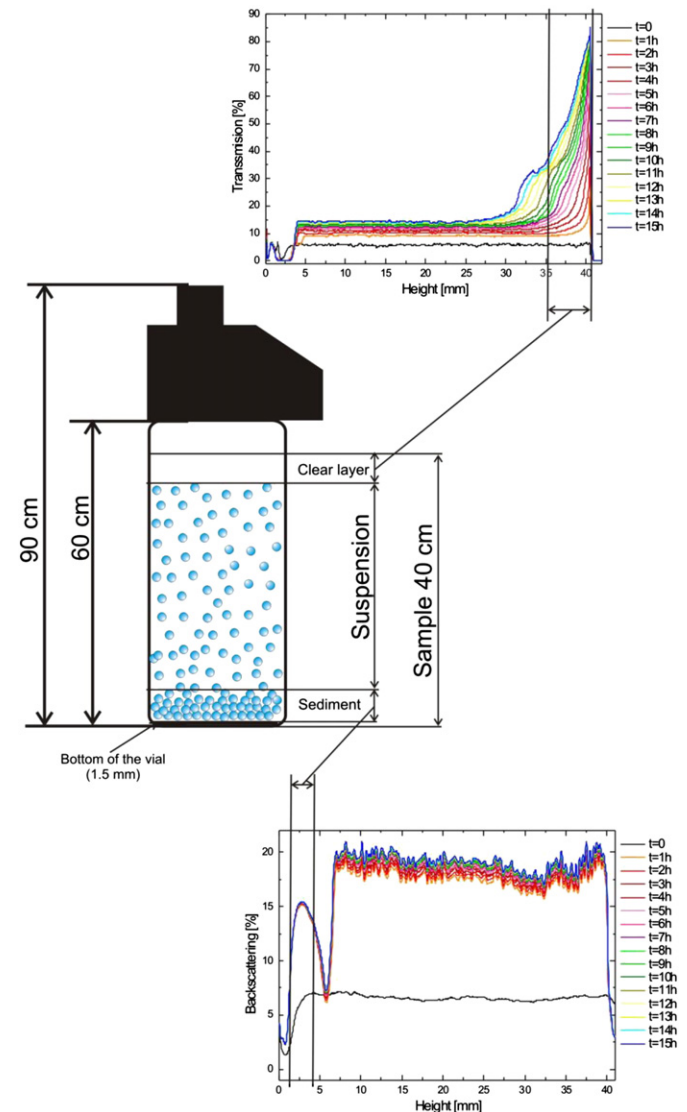 90
80
70
60
50
40
30
20
10
0
Transsmision [%]
0 5 10 15 20 25 30 35 40
Height [mm]
t=0
t=1h
t=2h
t=3h
t=4h
t=5h
t=6h
t=7h
t=8h
t=9h
t=10h
t=11h
t=12h
t=13h
t=14h
t=15h
90 cm
60 cm
Clear layer
Suspension
Sample 40 cm
Sediment
Bottom of the vial
(1.5 mm)
20
15
10
5
0
Backscattering [%]
0 5 10 15 20 25 30 35 40
Height [mm]
t=0
t=1h
t=2h
t=3h
t=4h
t=5h
t=6h
t=7h
t=8h
t=9h
t=10h
t=11h
t=12h
t=13h
t=14h
t=15h